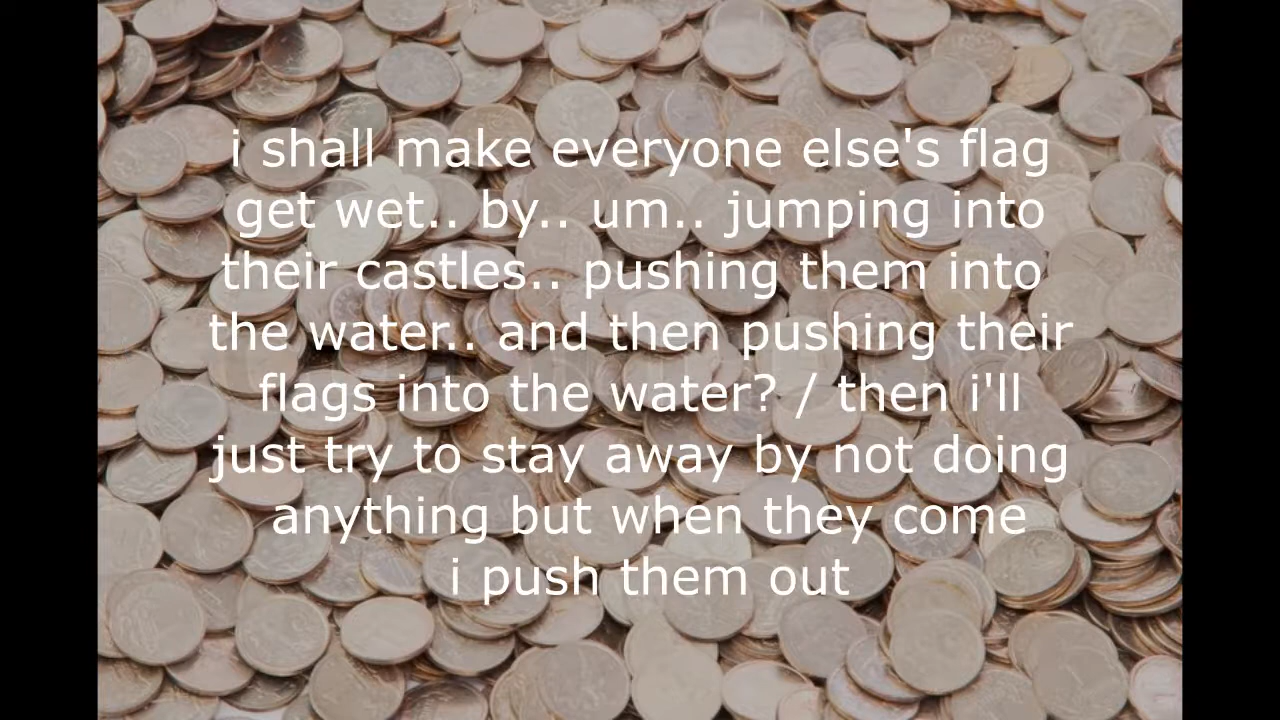 i shall make everyone else's flag
get wet.. by.. um.. jumping into
their castles.. pushing them into
the water.. and then pushing their
flags into the water? / then i'll
just try to stay away by not doing
anything but when they come
i push them out